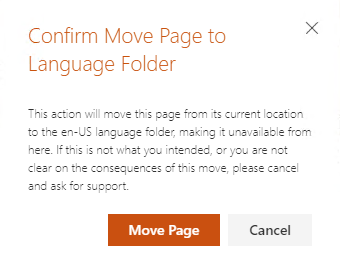 Confirm Move Page to
Language Folder
This action will move this page from its current location
to the en-US language folder, making it unavailable from
here. If this is not what you intended, or you are not
clear on the consequences of this move, please cancel
and ask for support.
Move Page
Cancel